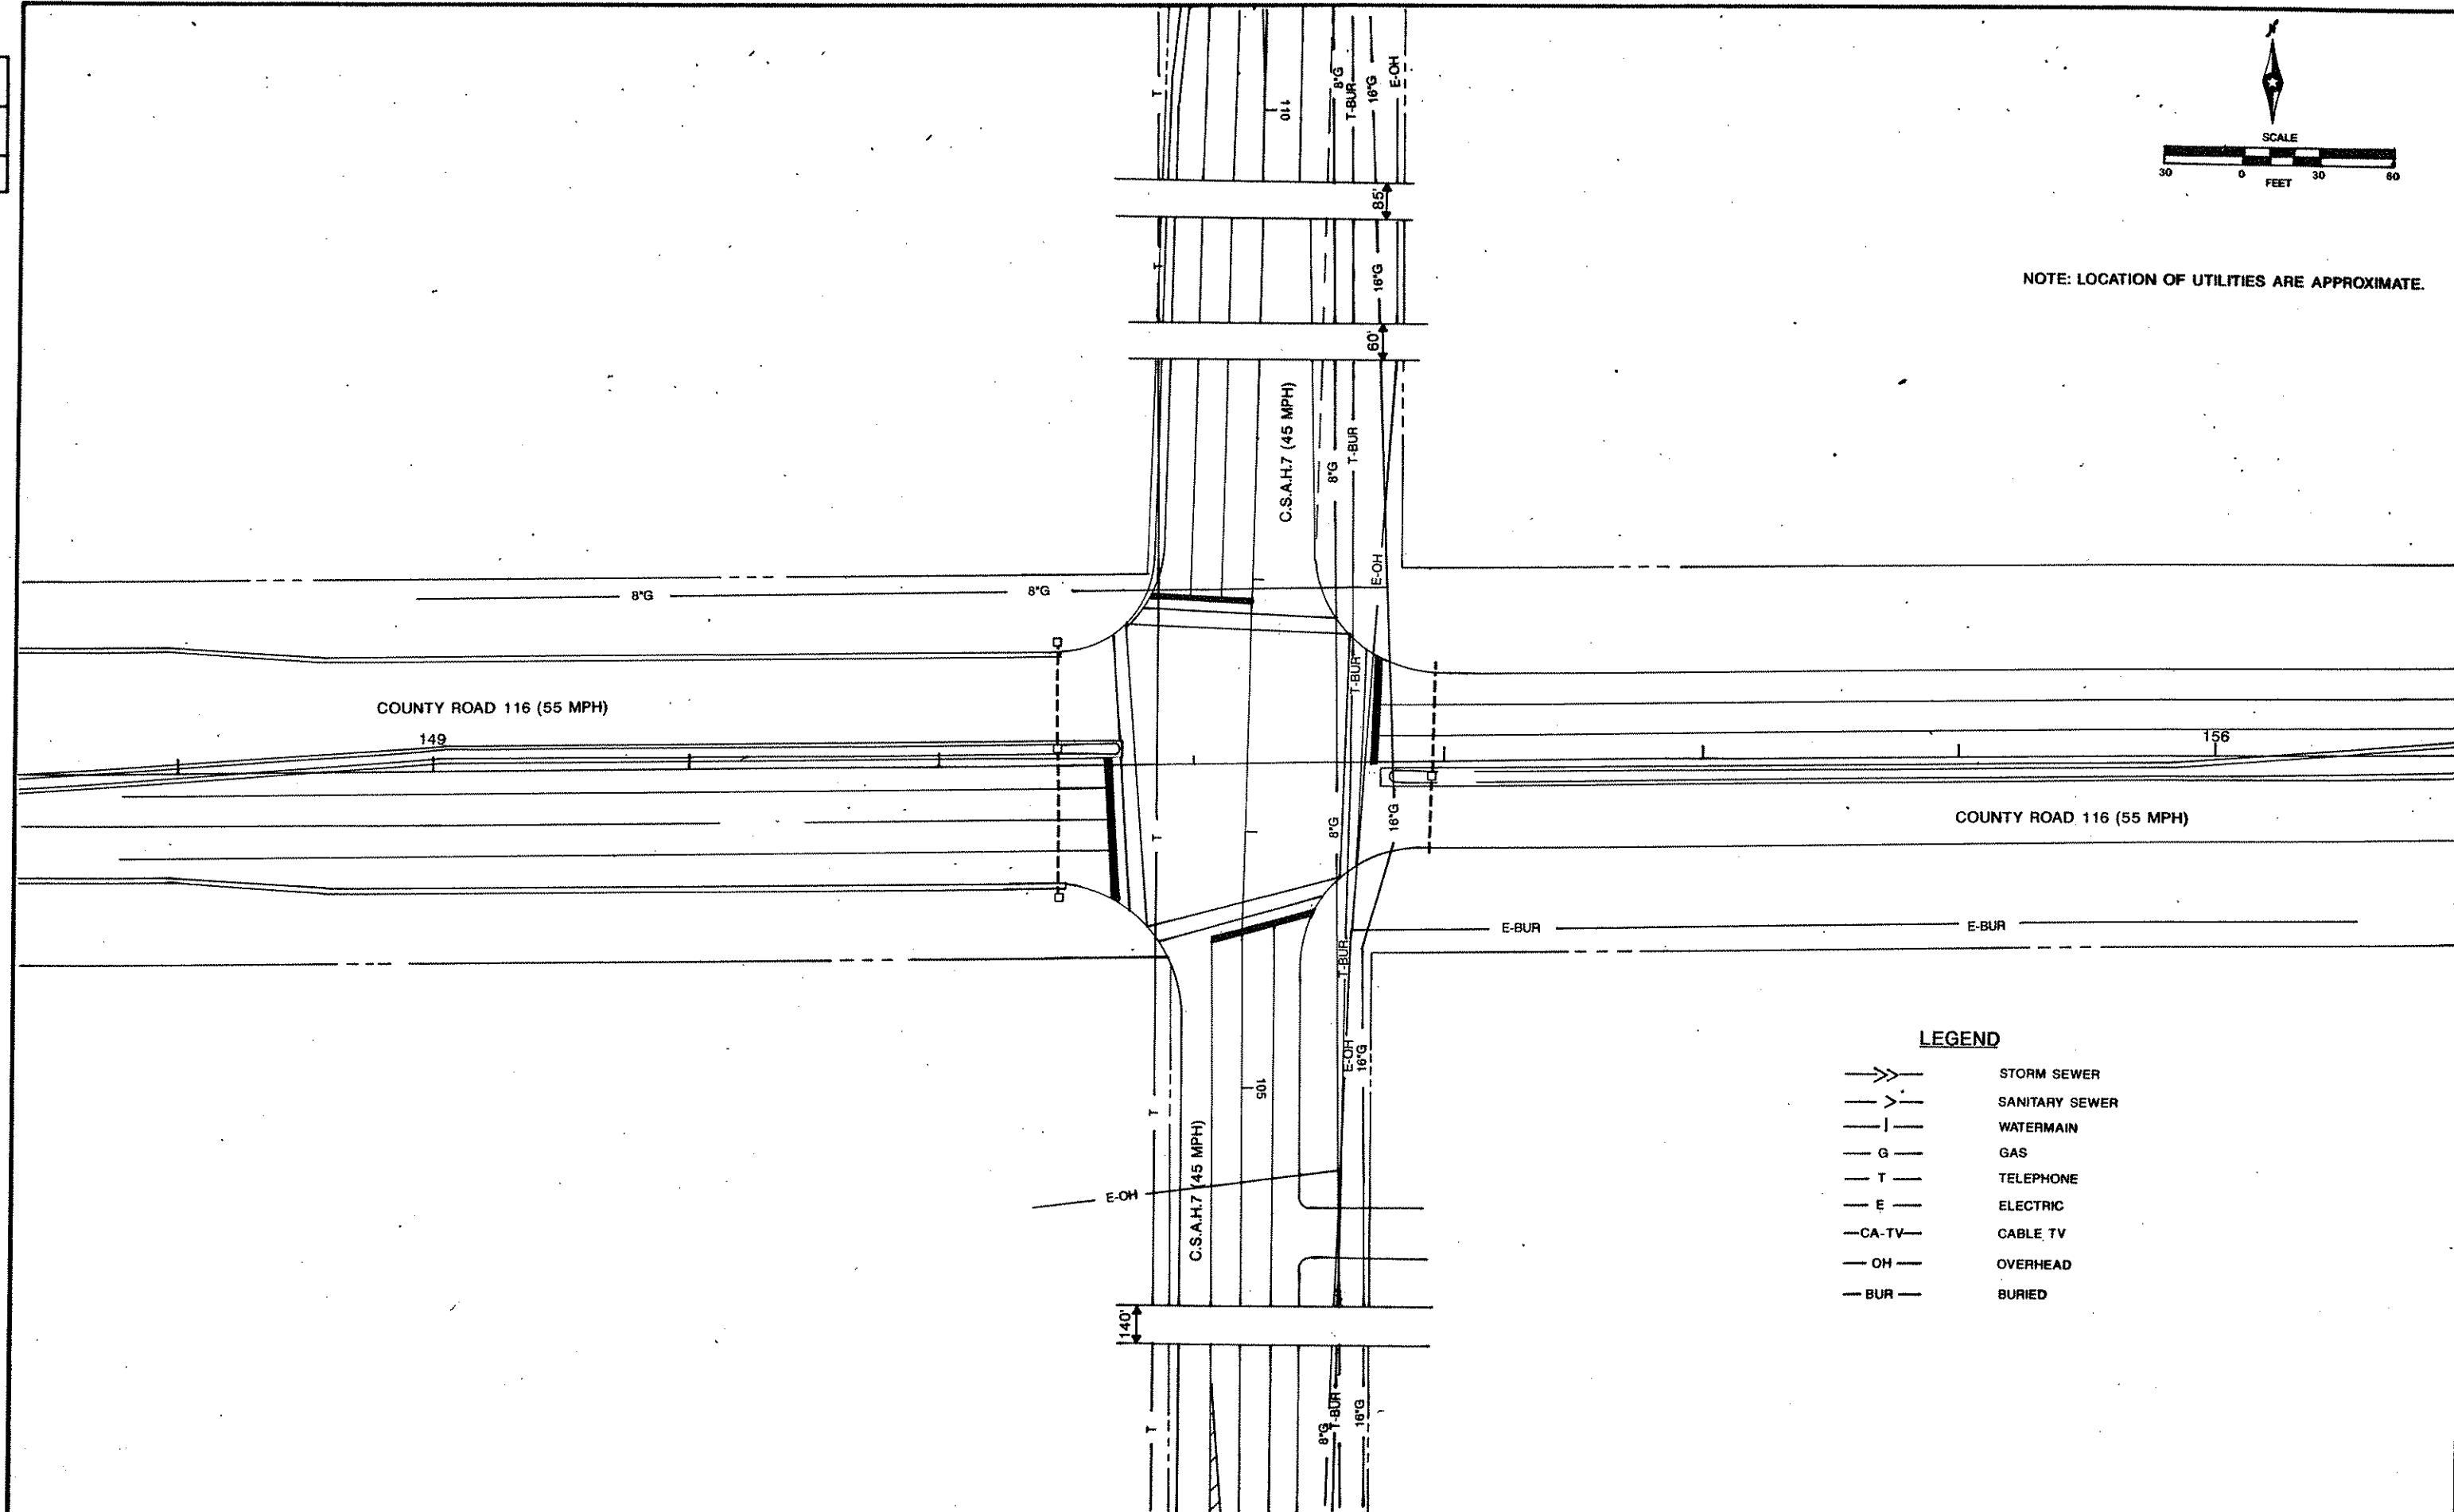 N
SCALE
30 0 30 60
FEET
NOTE: LOCATION OF UTILITIES ARE APPROXIMATE.
T
110
8"G
T-BUR
16"G
E-OH
85'
T
16"G
60'
C.S.A.H.7 (45 MPH)
8"G
T-BUR
E-OH
8"G
8"G
COUNTY ROAD 116 (55 MPH)
149
T-BUR
156
T
8"G
16"G
COUNTY ROAD 116 (55 MPH)
T-BUR
E-BUR
E-BUR
E-OH
16"G
T
105
C.S.A.H.7 (45 MPH)
E-OH
140'
T
8"G
T-BUR
16"G
LEGEND
>> STORM SEWER
> SANITARY SEWER
I WATERMAIN
G GAS
T TELEPHONE
E ELECTRIC
CA-TV CABLE TV
OH OVERHEAD
BUR BURIED